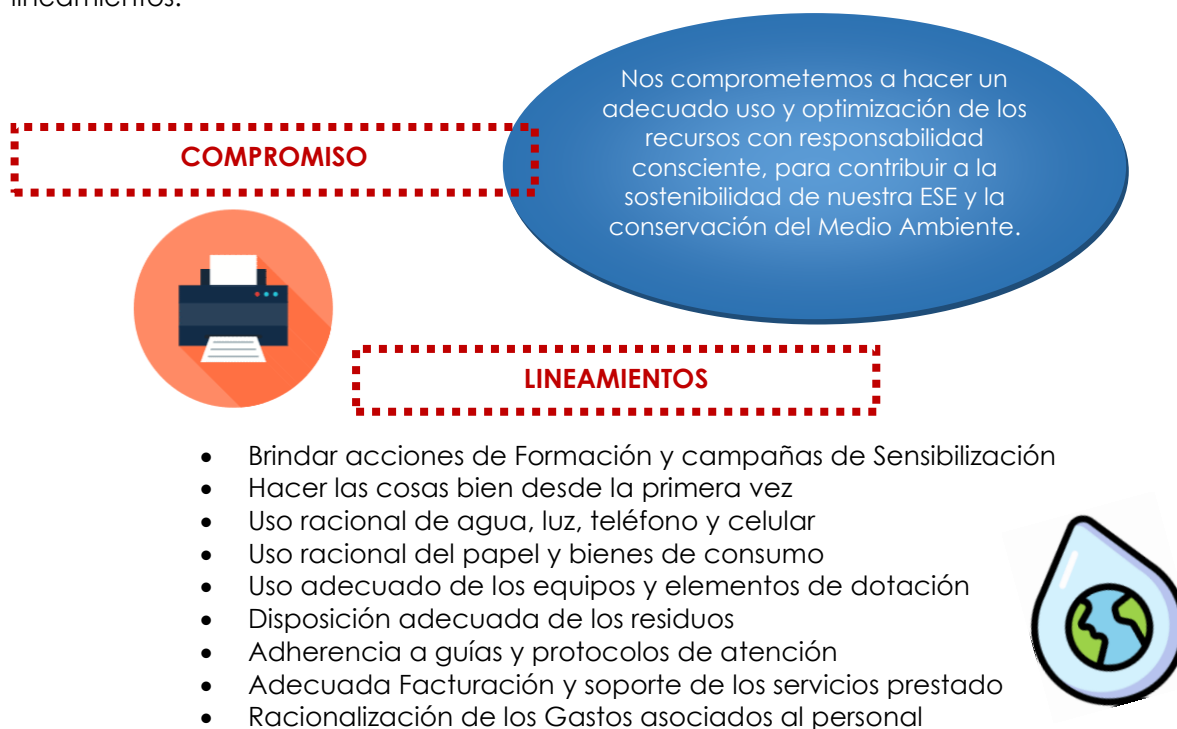 lineamientos.
Nos comprometemos a hacer un
adecuado uso y optimización de los
recursos con responsabilidad
consciente, para contribuir a la
sostenibilidad de nuestra ESE y la
conservación del Medio Ambiente.
COMPROMISO
LINEAMIENTOS
• Brindar acciones de Formación y campañas de Sensibilización
• Hacer las cosas bien desde la primera vez
• Uso racional de agua, luz, teléfono y celular
• Uso racional del papel y bienes de consumo
• Uso adecuado de los equipos y elementos de dotación
• Disposición adecuada de los residuos
• Adherencia a guías y protocolos de atención
• Adecuada Facturación y soporte de los servicios prestado
• Racionalización de los Gastos asociados al personal